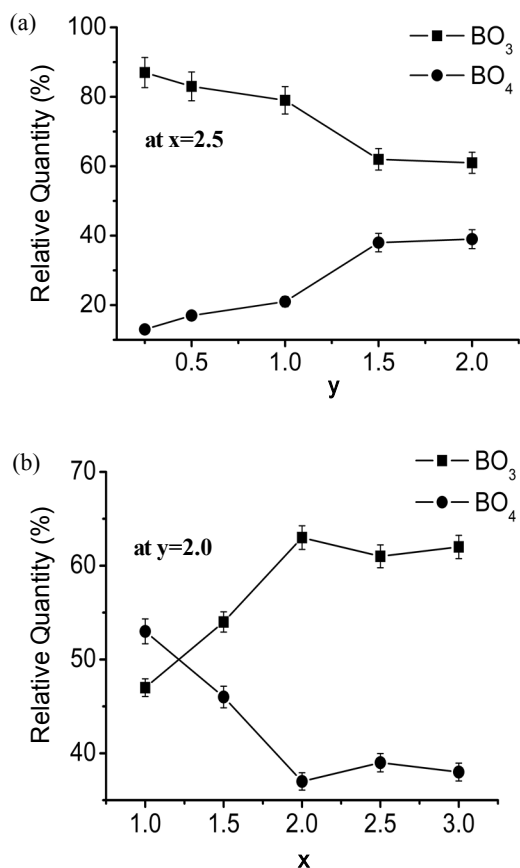 (a)
100
80
60
40
20
Relative Quantity (%)
BO₃
BO₄
at x=2.5
0.5 1.0 1.5 2.0
y
(b)
70
60
50
40
Relative Quantity (%)
BO₃
BO₄
at y=2.0
1.0 1.5 2.0 2.5 3.0
x